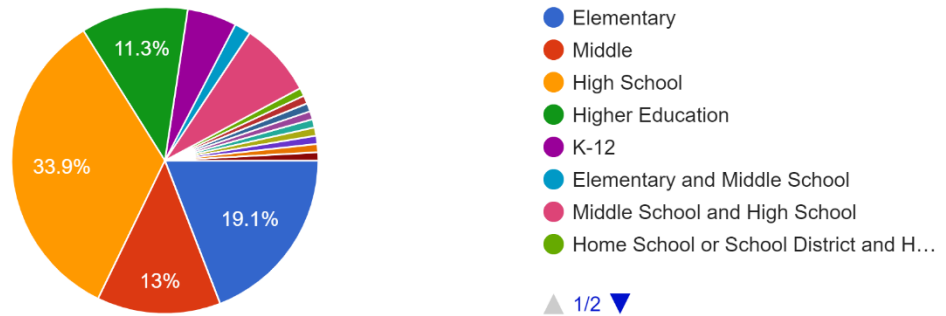 11.3%
33.9%
19.1%
13%
Elementary
Middle
High School
Higher Education
K-12
Elementary and Middle School
Middle School and High School
Home School or School District and H…
1/2